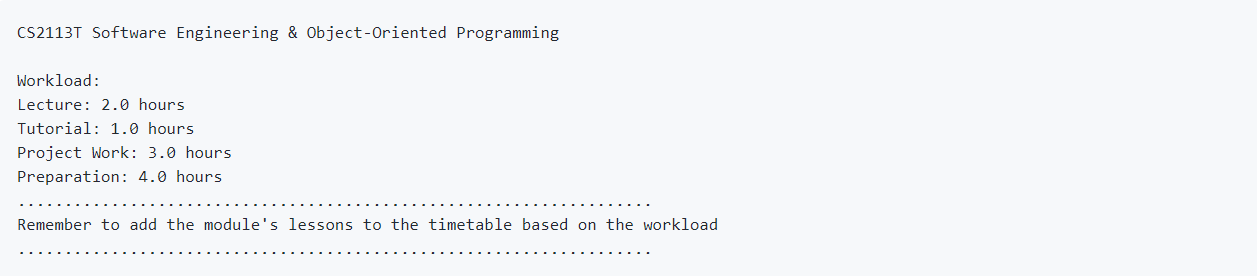 CS2113T Software Engineering & Object-Oriented Programming
Workload:
Lecture: 2.0 hours
Tutorial: 1.0 hours
Project Work: 3.0 hours
Preparation: 4.0 hours
....................................................................
Remember to add the module's lessons to the timetable based on the workload
....................................................................